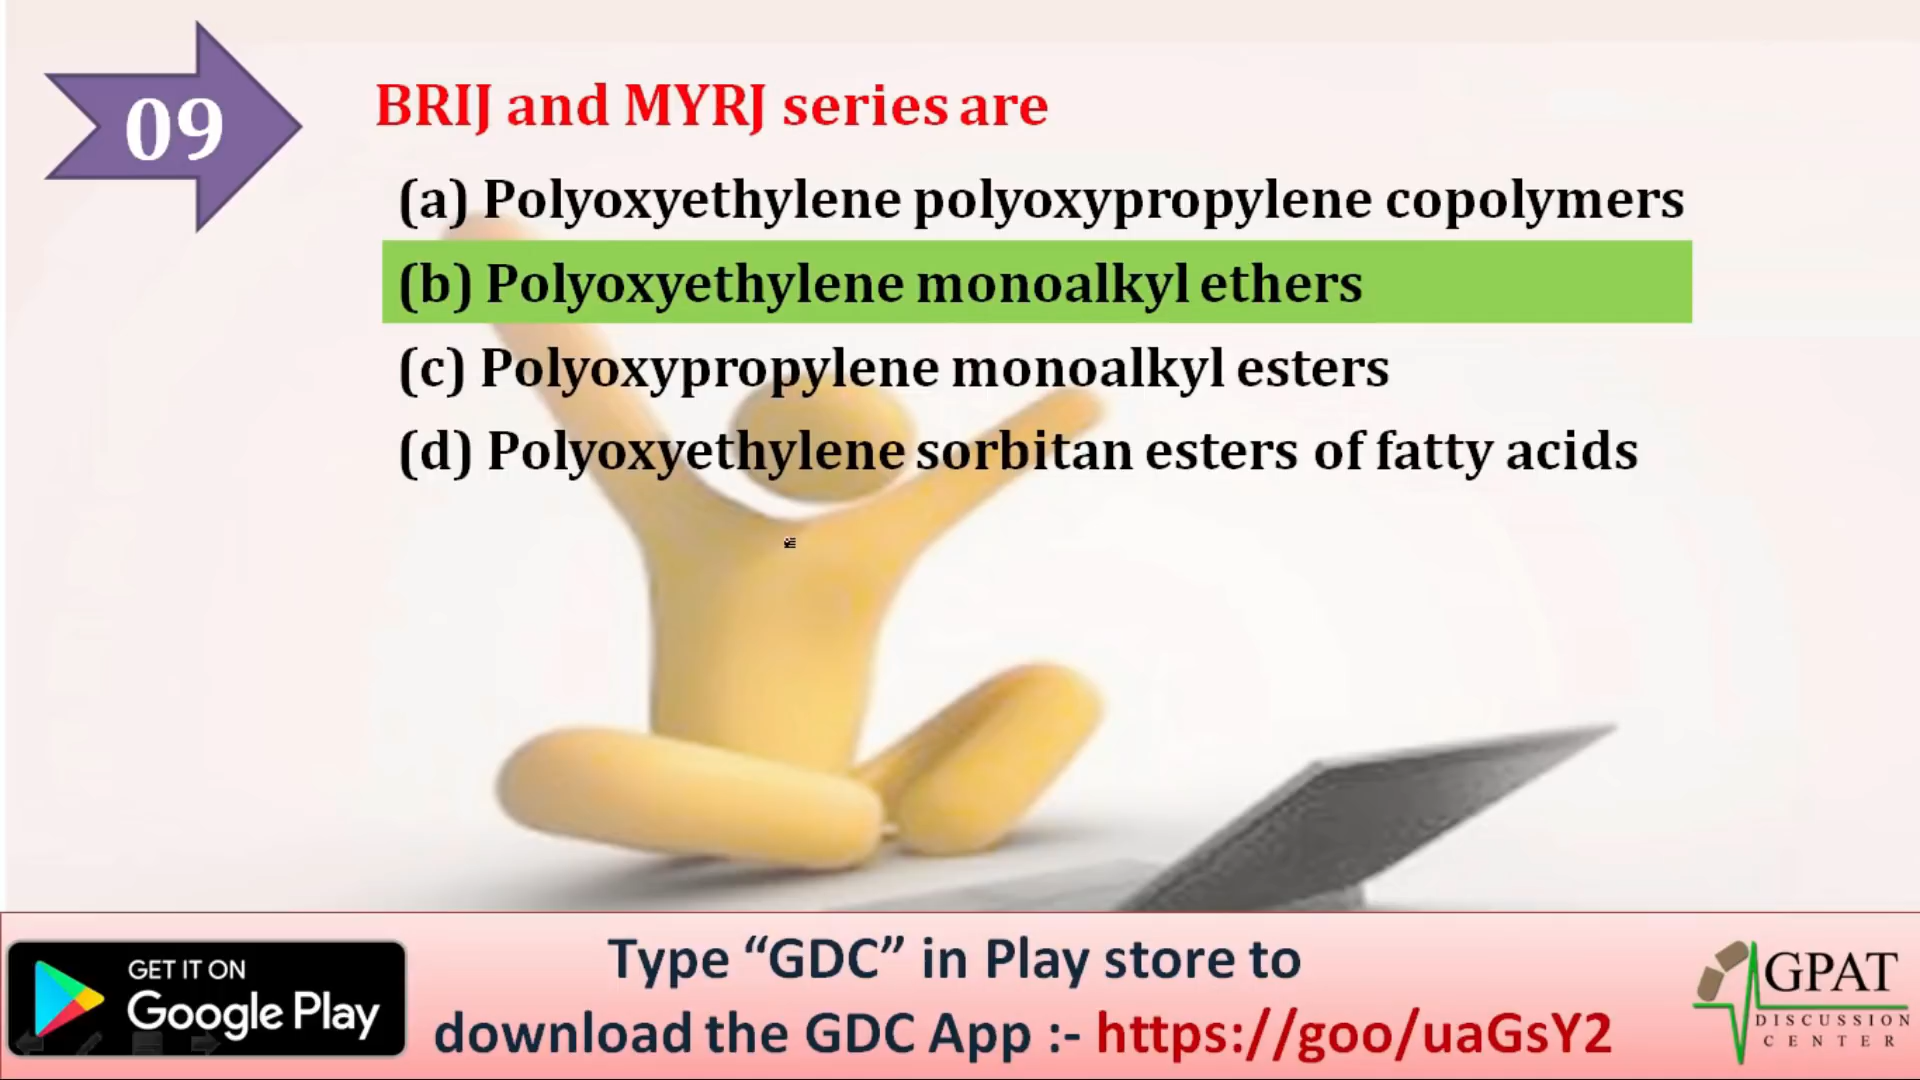 09
BRIJ and MYRJ series are
(a) Polyoxyethylene polyoxypropylene copolymers
(b) Polyoxyethylene monoalkyl ethers
(c) Polyoxypropylene monoalkyl esters
(d) Polyoxyethylene sorbitan esters of fatty acids
GET IT ON
Google Play
Type “GDC” in Play store to
download the GDC App :- https://goo/uaGsY2
GPAT
DISCUSSION
CENTER